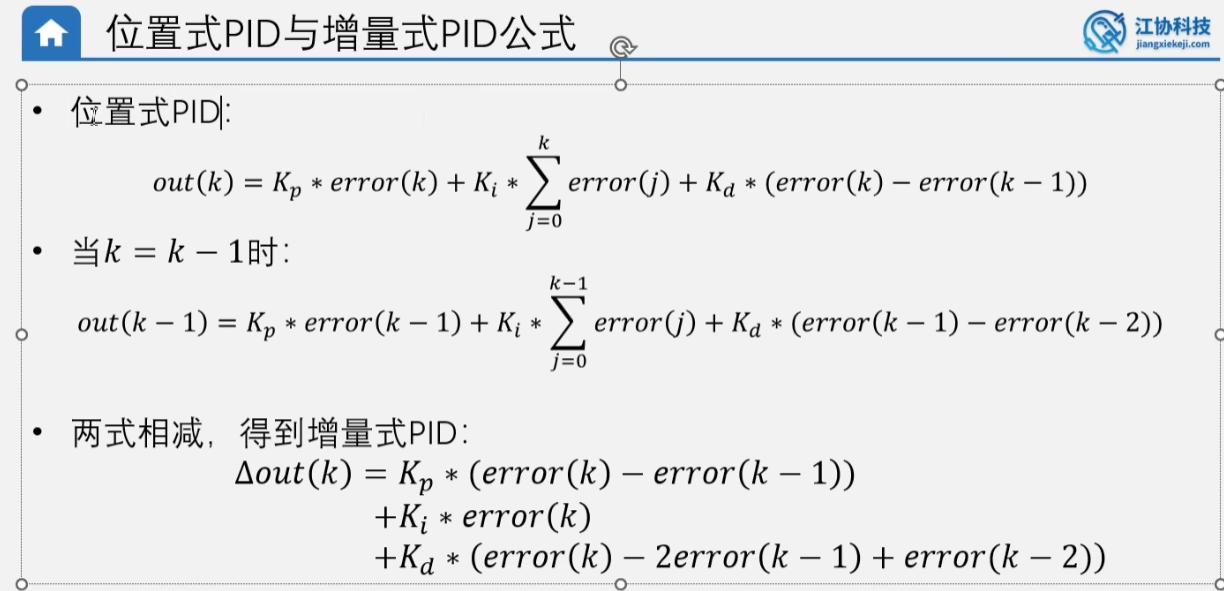 位置式PID与增量式PID公式
江协科技
jiangxiekeji.com
• 位置式PID:
out(k) = K_p * error(k) + K_i * ∑_{j=0}^{k} error(j) + K_d * (error(k) − error(k − 1))
• 当k = k − 1时:
out(k − 1) = K_p * error(k − 1) + K_i * ∑_{j=0}^{k−1} error(j) + K_d * (error(k − 1) − error(k − 2))
• 两式相减，得到增量式PID:
Δout(k) = K_p * (error(k) − error(k − 1))
+K_i * error(k)
+K_d * (error(k) − 2error(k − 1) + error(k − 2))